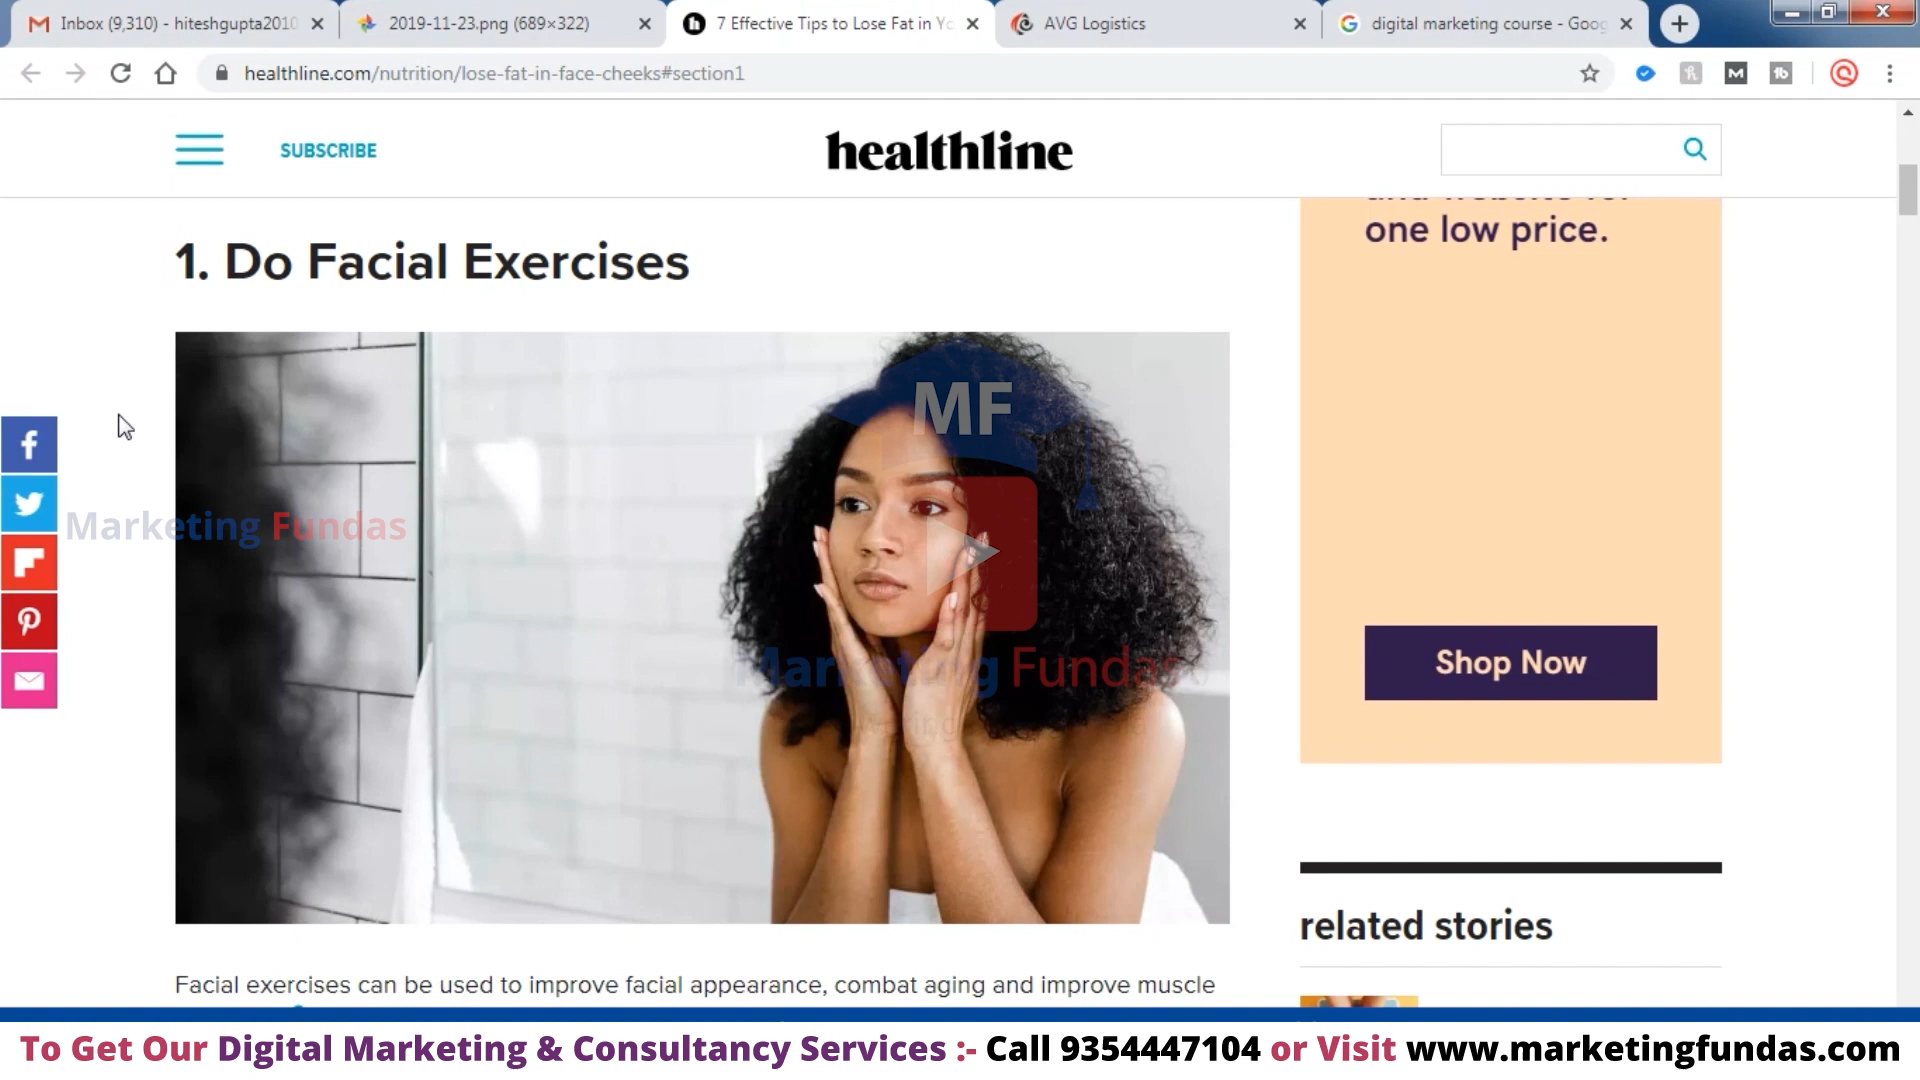 Inbox (9,310) - hiteshgupta2010
2019-11-23.png (689×322)
7 Effective Tips to Lose Fat in Yo
AVG Logistics
digital marketing course - Goog
healthline.com/nutrition/lose-fat-in-face-cheeks#section1
SUBSCRIBE
healthline
one low price.
1. Do Facial Exercises
MF
Marketing Fundas
Marketing Fundas
Shop Now
related stories
Facial exercises can be used to improve facial appearance, combat aging and improve muscle
To Get Our Digital Marketing & Consultancy Services :- Call 9354447104 or Visit www.marketingfundas.com